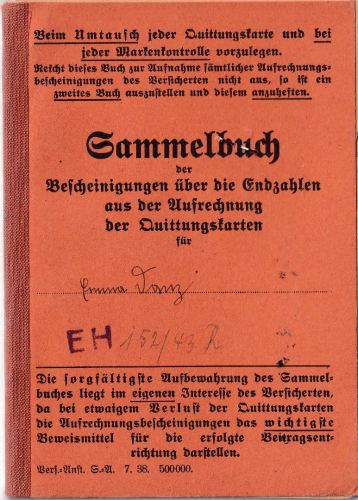 Beim Umtausch jeder Quittungskarte und bei
jeder Markenkontrolle vorzulegen.
Reicht dieses Buch zur Aufnahme sämtlicher Aufrechnungs-
bescheinigungen des Versicherten nicht aus, so ist ein
zweites Buch auszustellen und diesem anzuheften.
Sammelbuch
der
Bescheinigungen über die Endzahlen
aus der Aufrechnung
der Quittungskarten
für
Emma Danz
EH 152/43 R
Die sorgfältigste Aufbewahrung des Sammel-
buches liegt im eigenen Interesse des Versicherten,
da bei etwaigem Verlust der Quittungskarten
die Aufrechnungsbescheinigungen das wichtigste
Beweismittel für die erfolgte Beitragsent-
richtung darstellen.
Vers.-Anst. S.-A. 7. 38. 500000.